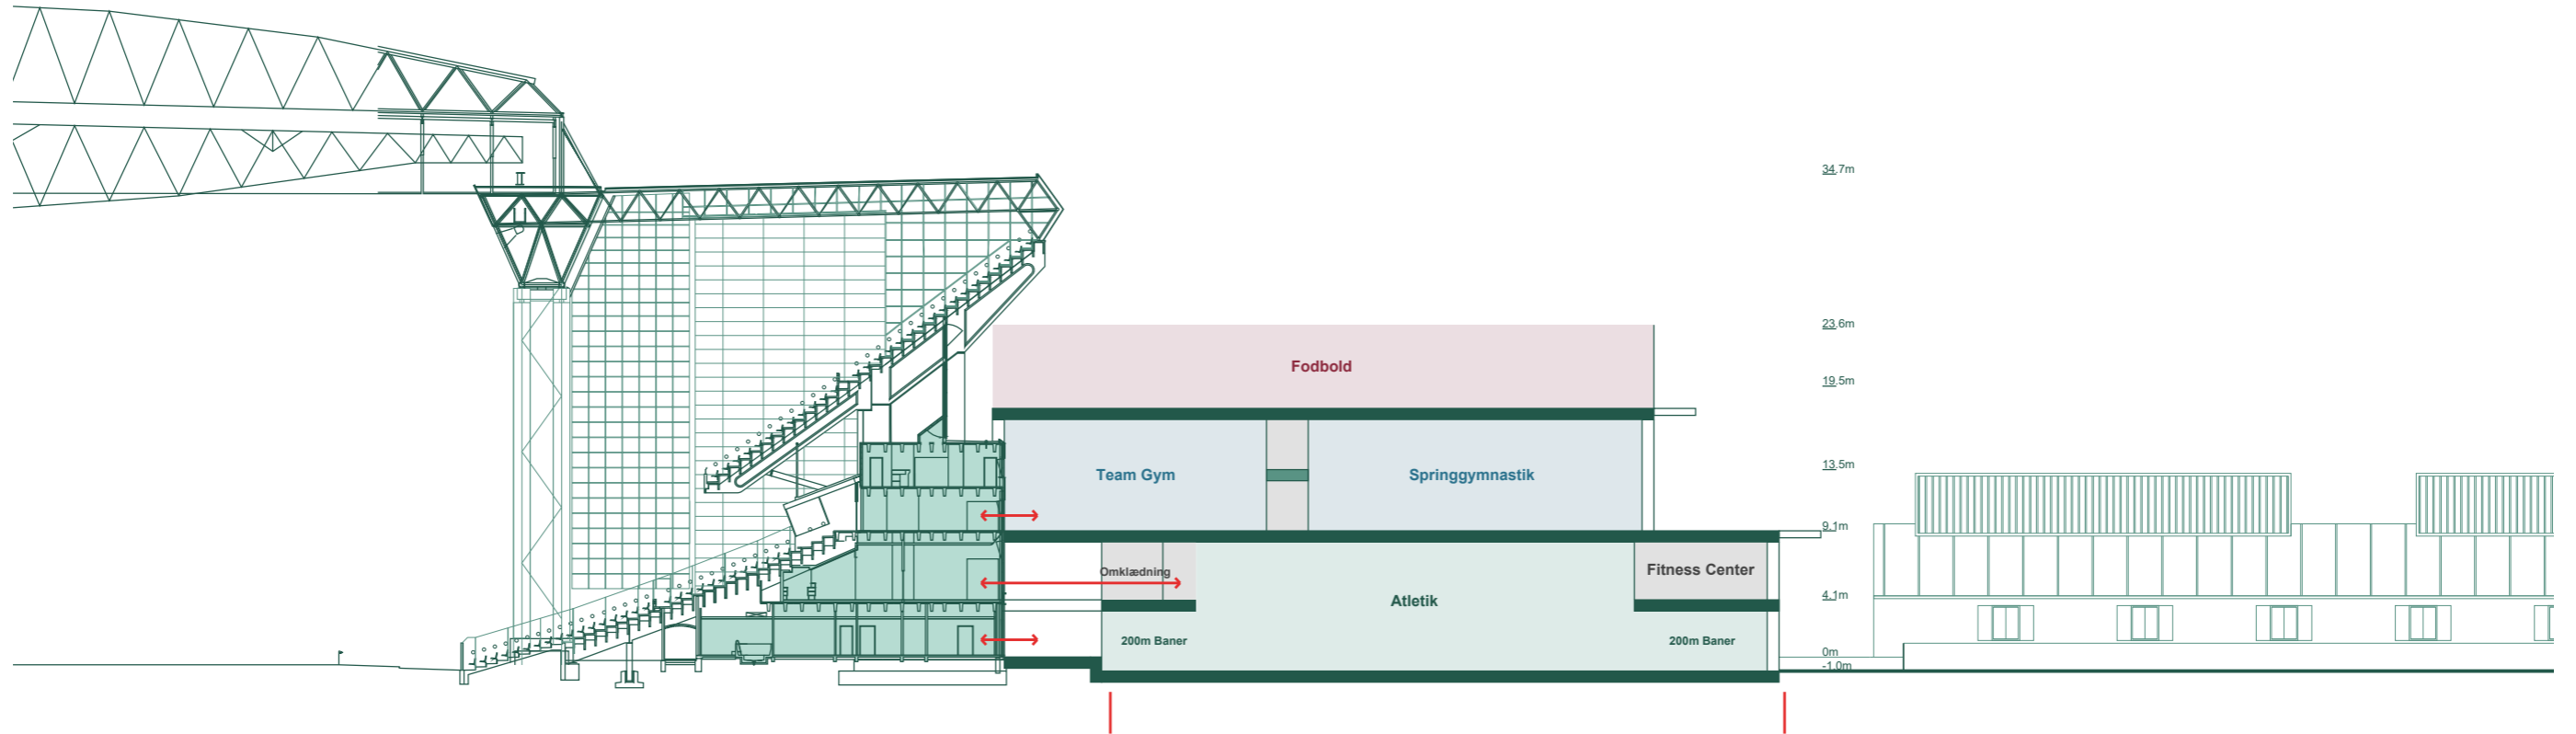 34.7m
23.6m
Fodbold
19.5m
13.5m
Team Gym
Springgymnastik
9.1m
Omklædning
Fitness Center
4.1m
Atletik
200m Baner
200m Baner
0m
-1.0m